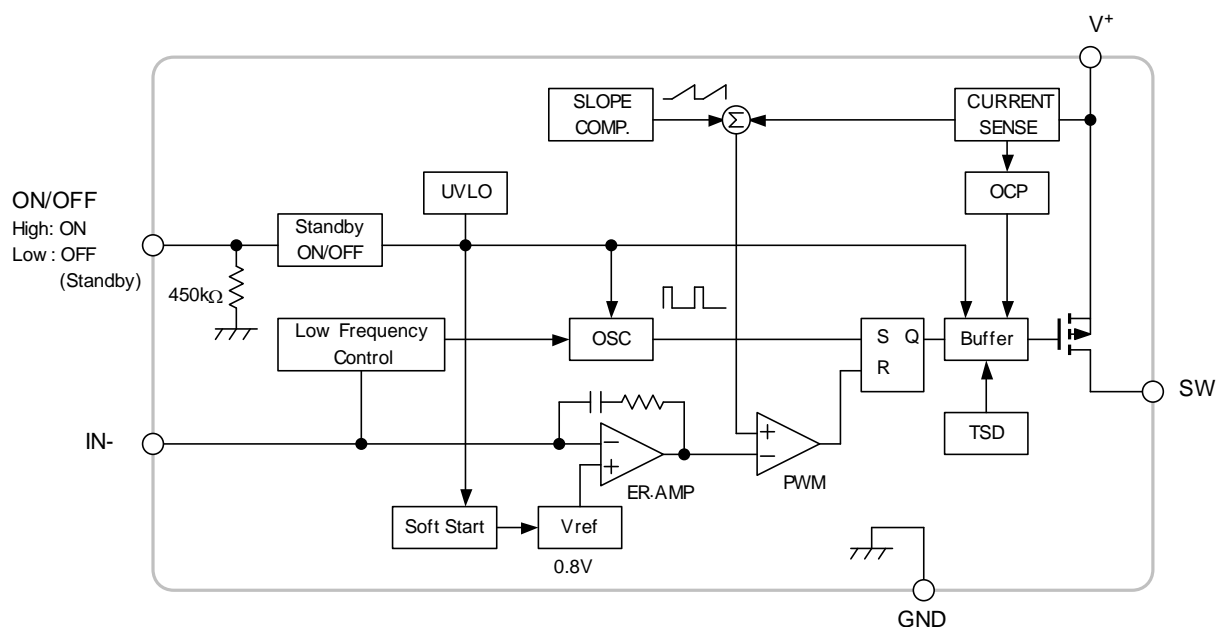 V+
SLOPE
COMP.
Σ
CURRENT
SENSE
UVLO
OCP
ON/OFF
High: ON
Low : OFF
(Standby)
Standby
ON/OFF
450kΩ
Low Frequency
Control
OSC
S Q
R
Buffer
SW
IN-
TSD
−
+
ER·AMP
+
−
PWM
Soft Start
Vref
0.8V
GND